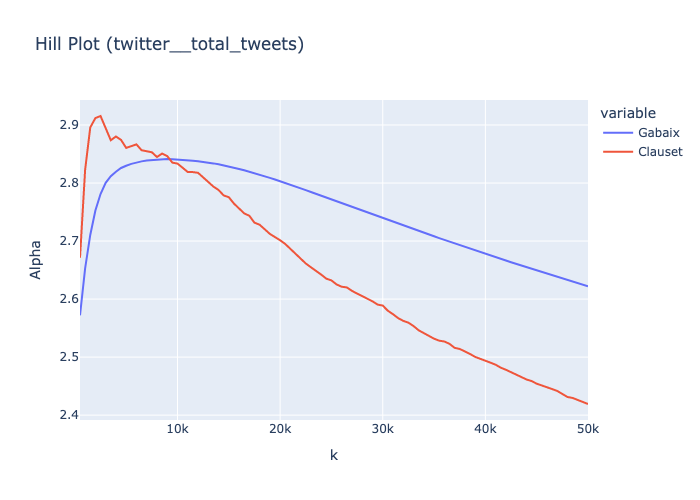 Hill Plot (twitter__total_tweets)
variable
Gabaix
Clauset
Alpha
2.9
2.8
2.7
2.6
2.5
2.4
10k
20k
30k
40k
50k
k